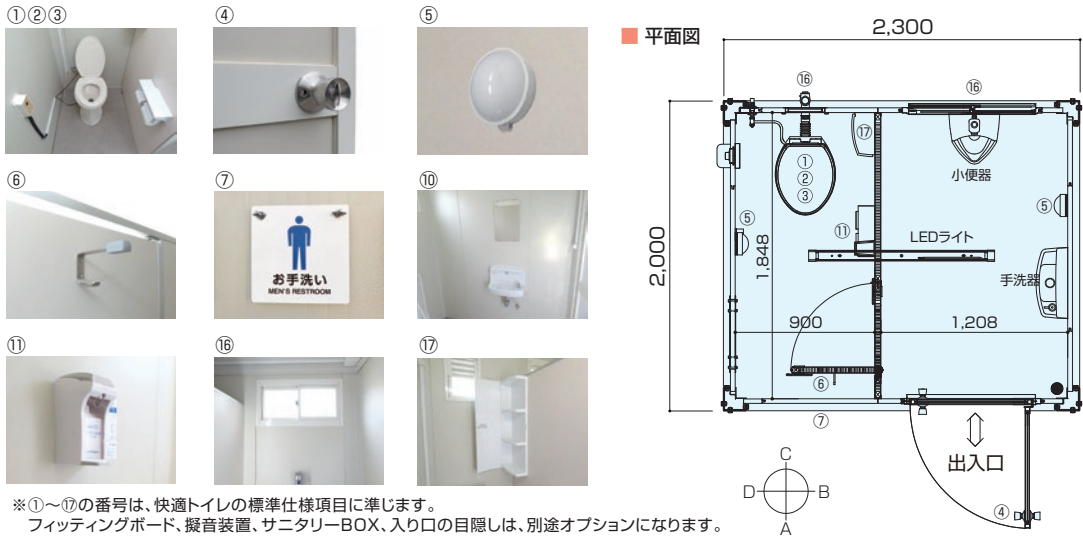 ①②③
④
⑤
⑥
⑦
お手洗い
MEN'S RESTROOM
⑩
⑪
⑯
⑰
※①～⑰の番号は、快適トイレの標準仕様項目に準じます。
フィッティングボード、擬音装置、サニタリーBOX、入り口の目隠しは、別途オプションになります。
■ 平面図
2,300
⑯
⑯
⑰
①
②
③
小便器
⑤
⑤
⑪
LEDライト
2,000
1,848
手洗器
900
1,208
⑥
⑦
出入口
C
D
B
A
④